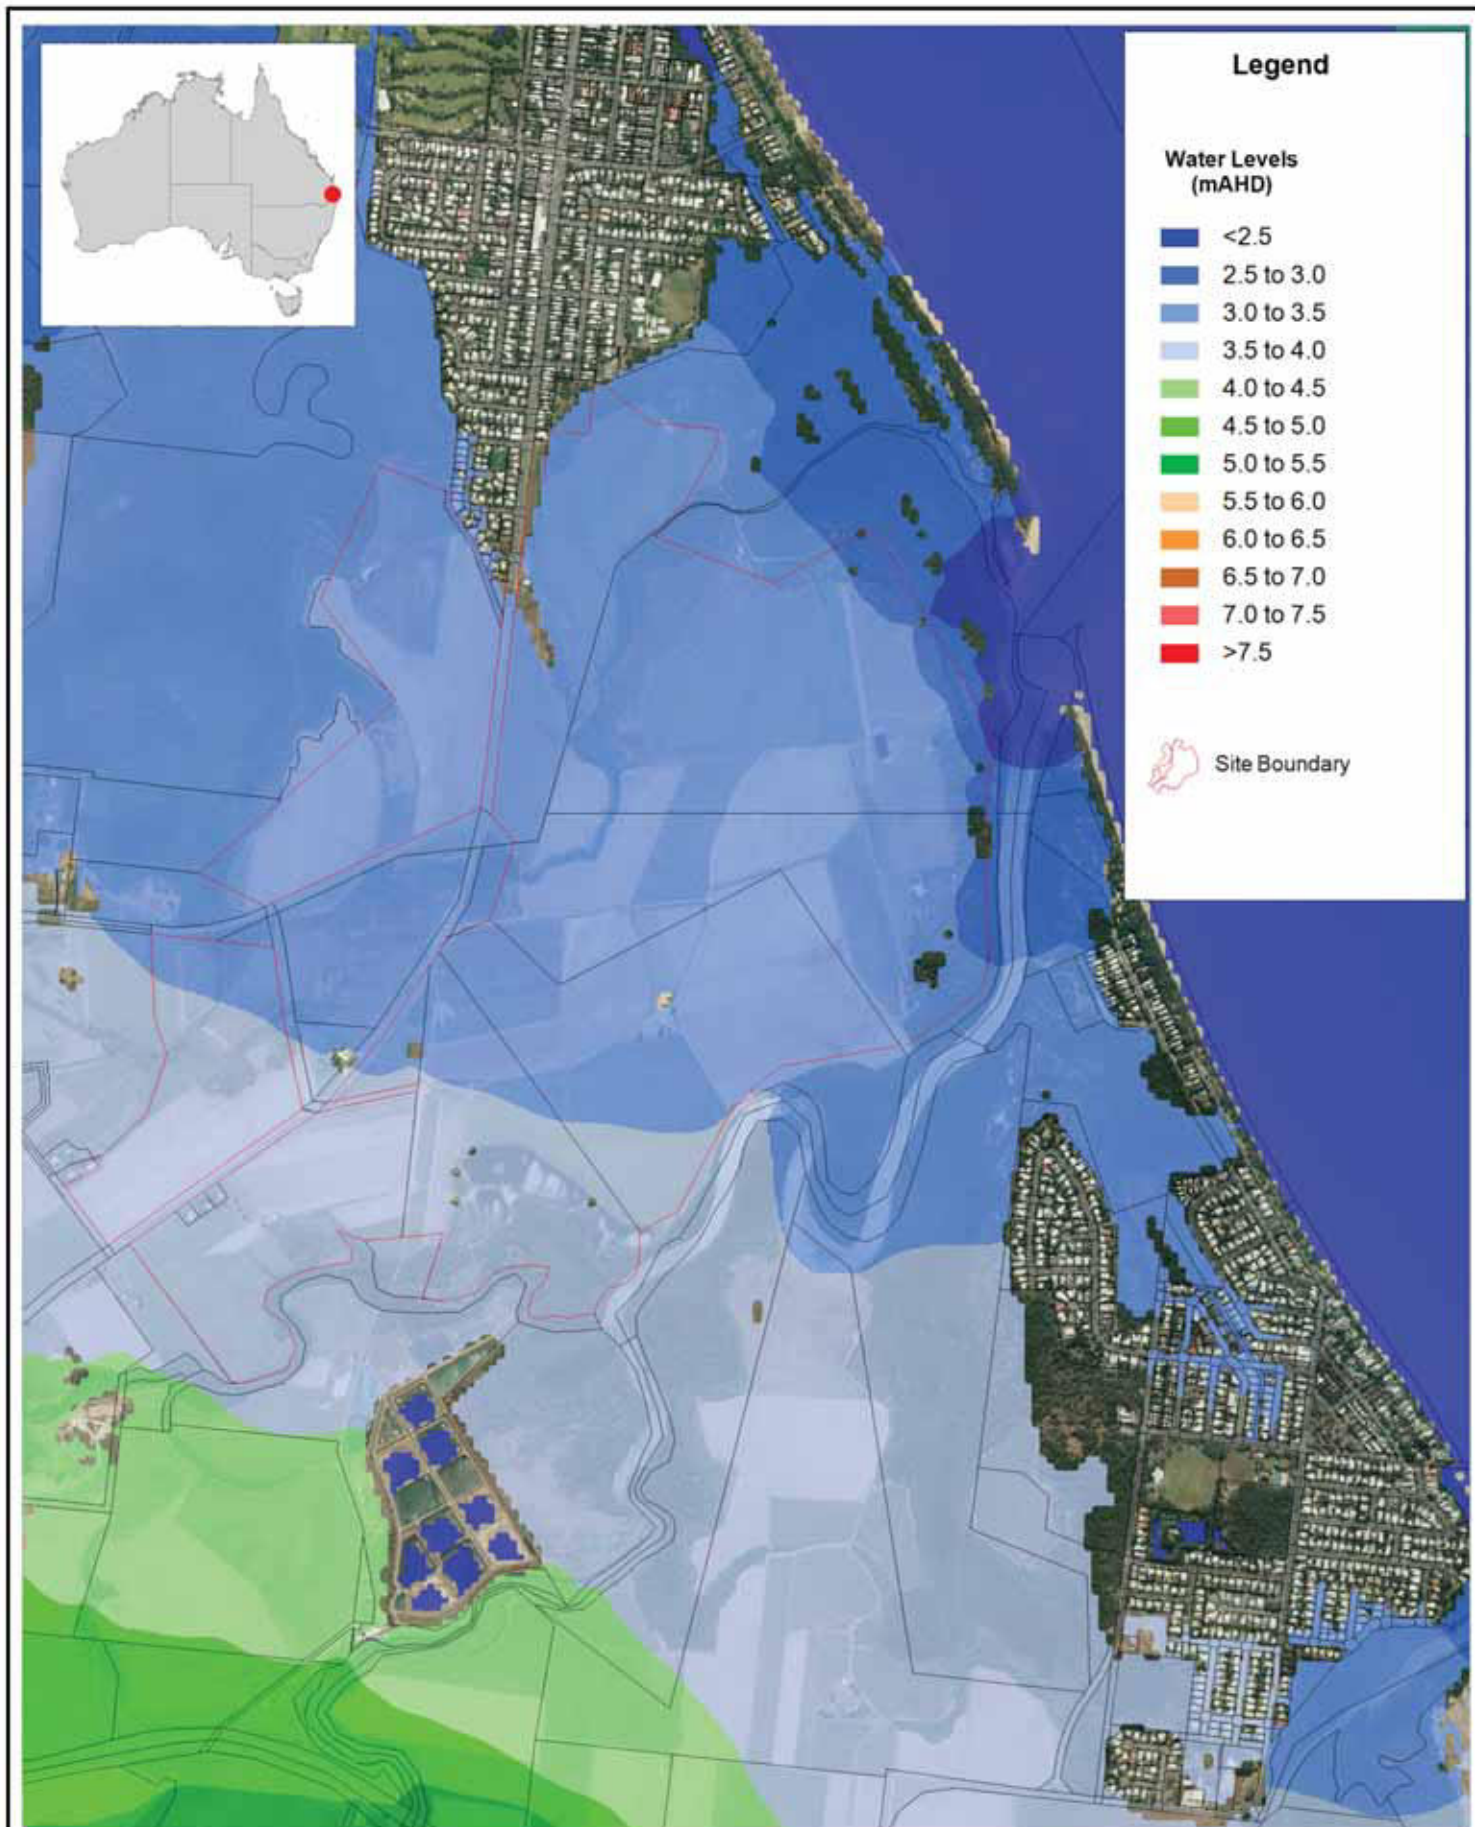 Legend
Water Levels
(mAHD)
<2.5
2.5 to 3.0
3.0 to 3.5
3.5 to 4.0
4.0 to 4.5
4.5 to 5.0
5.0 to 5.5
5.5 to 6.0
6.0 to 6.5
6.5 to 7.0
7.0 to 7.5
>7.5
Site Boundary